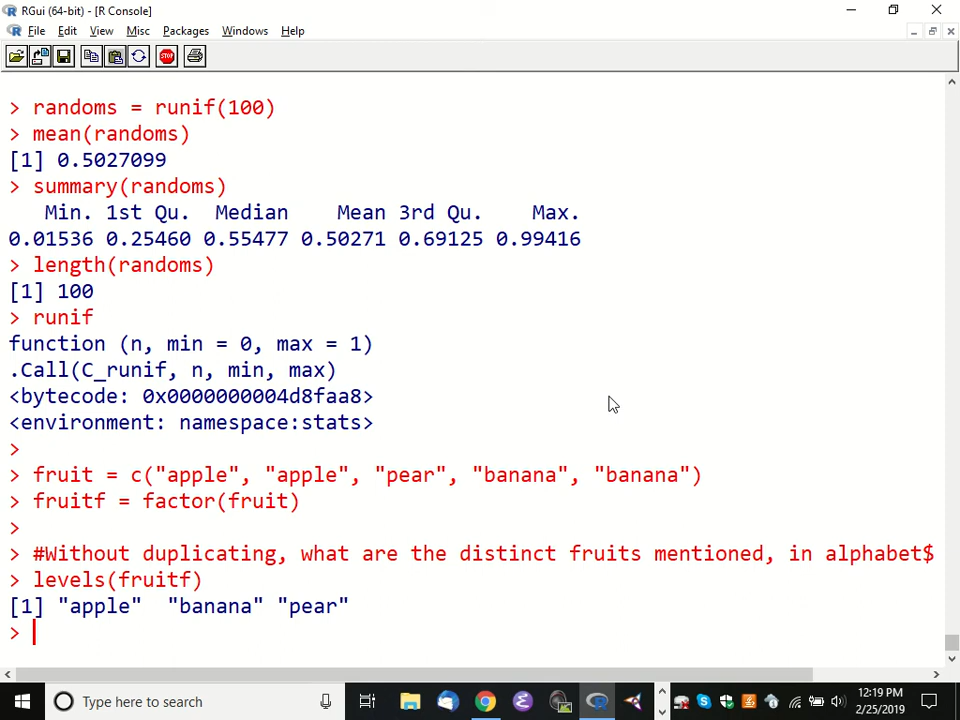 RGui (64-bit) - [R Console]
File Edit View Misc Packages Windows Help
STOP
> randoms = runif(100)
> mean(randoms)
[1] 0.5027099
> summary(randoms)
Min. 1st Qu. Median Mean 3rd Qu. Max.
0.01536 0.25460 0.55477 0.50271 0.69125 0.99416
> length(randoms)
[1] 100
> runif
function (n, min = 0, max = 1)
.Call(C_runif, n, min, max)
<bytecode: 0x0000000004d8faa8>
<environment: namespace:stats>
>
> fruit = c("apple", "apple", "pear", "banana", "banana")
> fruitf = factor(fruit)
>
> #Without duplicating, what are the distinct fruits mentioned, in alphabet$
> levels(fruitf)
[1] "apple" "banana" "pear"
>
Type here to search
12:19 PM
2/25/2019